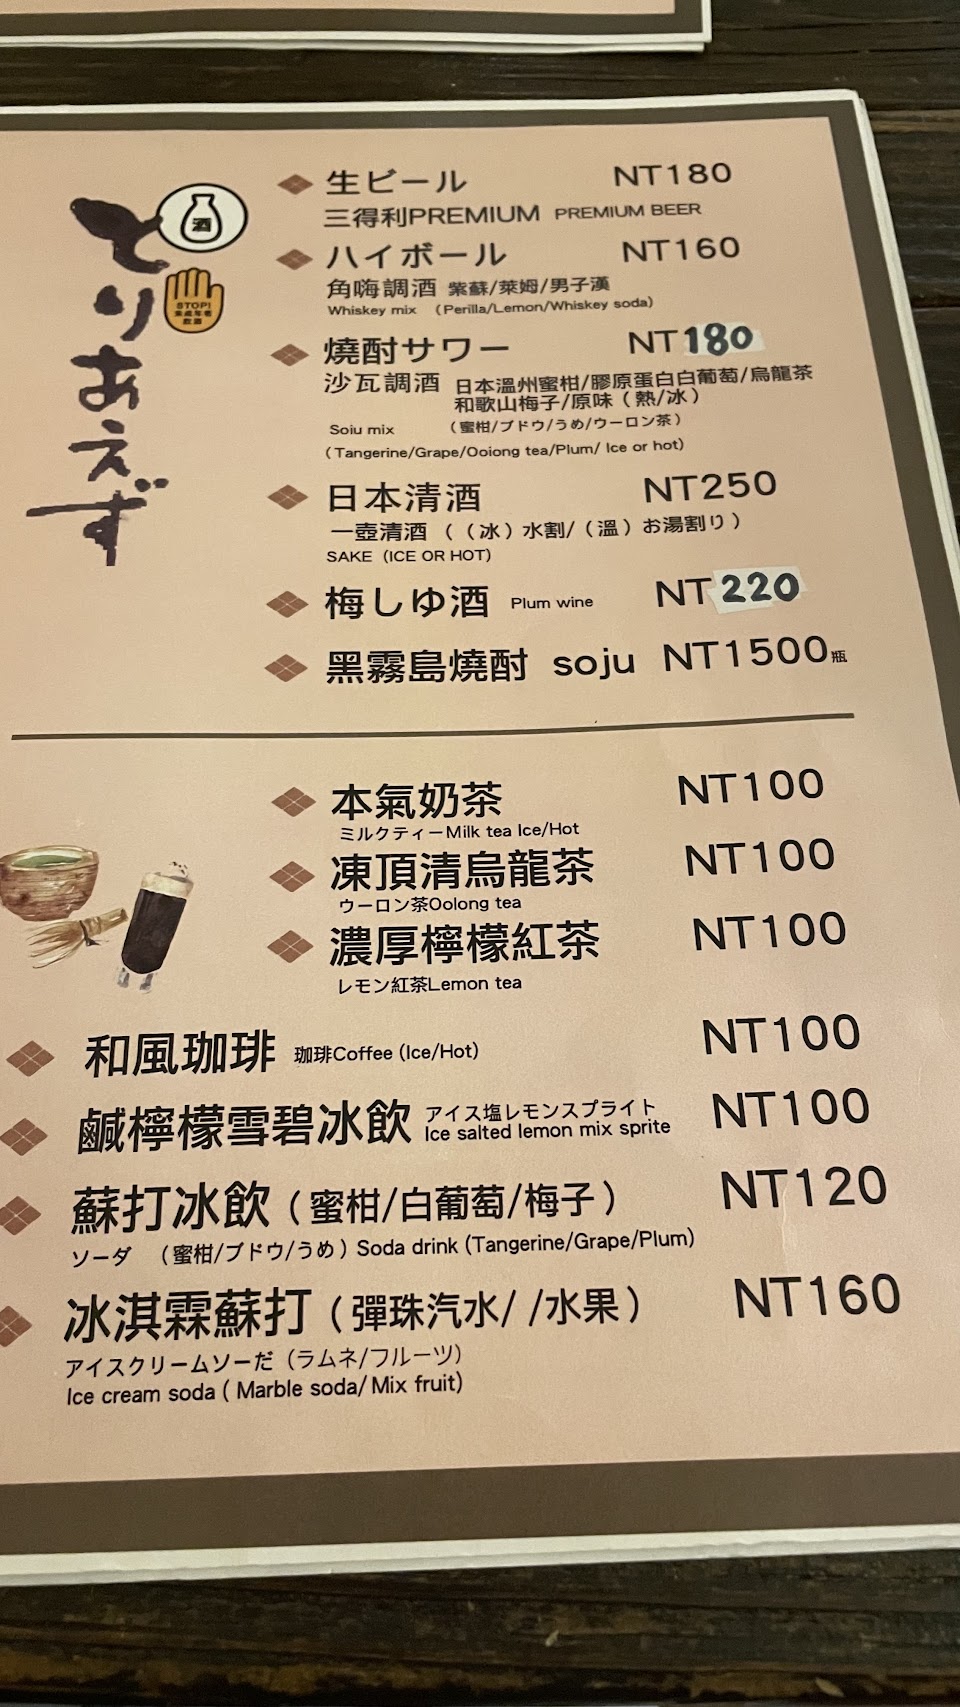 とりあえず
酒
STOP!
未成年者
飲酒
生ビール NT180
三得利PREMIUM PREMIUM BEER
ハイボール NT160
角嗨調酒 紫蘇/萊姆/男子漢
Whiskey mix （Perilla/Lemon/Whiskey soda)
燒酎サワー NT180
沙瓦調酒 日本溫州蜜柑/膠原蛋白白葡萄/烏龍茶
和歌山梅子/原味（熱/冰）
Soiu mix （蜜柑/ブドウ/うめ/ウーロン茶）
（Tangerine/Grape/Ooiong tea/Plum/ Ice or hot)
日本清酒 NT250
一壺清酒 （（冰）水割/（溫）お湯割り）
SAKE（ICE OR HOT）
梅しゆ酒 Plum wine NT220
黑霧島燒酎 soju NT1500瓶
本氣奶茶 NT100
ミルクティーMilk tea Ice/Hot
凍頂清烏龍茶 NT100
ウーロン茶Oolong tea
濃厚檸檬紅茶 NT100
レモン紅茶Lemon tea
和風珈琲 珈琲Coffee (Ice/Hot) NT100
鹹檸檬雪碧冰飲 アイス塩レモンスプライト NT100
Ice salted lemon mix sprite
蘇打冰飲（蜜柑/白葡萄/梅子） NT120
ソーダ （蜜柑/ブドウ/うめ）Soda drink (Tangerine/Grape/Plum)
冰淇霖蘇打（彈珠汽水/ /水果） NT160
アイスクリームソーだ（ラムネ/フルーツ）
Ice cream soda ( Marble soda/ Mix fruit)